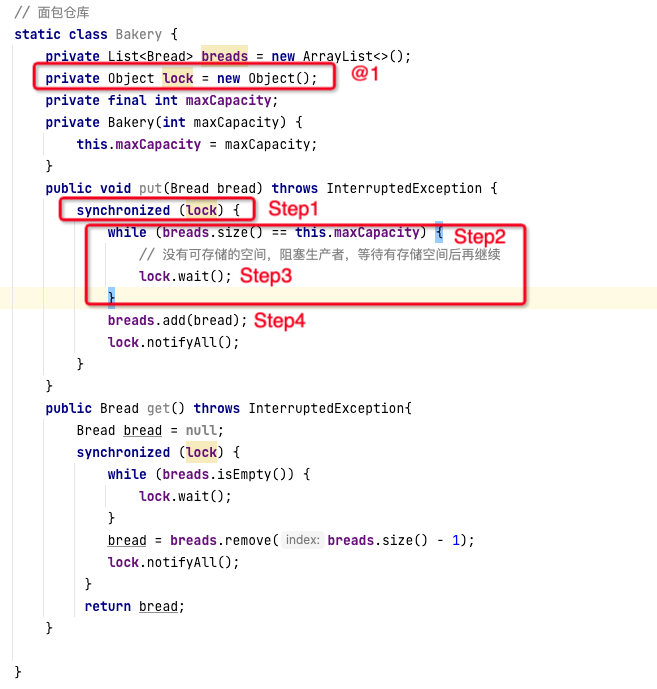 // 面包仓库
static class Bakery {
private List<Bread> breads = new ArrayList<>();
private Object lock = new Object(); @1
private final int maxCapacity;
private Bakery(int maxCapacity) {
this.maxCapacity = maxCapacity;
}
public void put(Bread bread) throws InterruptedException {
synchronized (lock) { Step1
while (breads.size() == this.maxCapacity) { Step2
// 没有可存储的空间，阻塞生产者，等待有存储空间后再继续
lock.wait(); Step3
}
breads.add(bread); Step4
lock.notifyAll();
}
}
public Bread get() throws InterruptedException{
Bread bread = null;
synchronized (lock) {
while (breads.isEmpty()) {
lock.wait();
}
bread = breads.remove( index: breads.size() - 1);
lock.notifyAll();
}
return bread;
}
}